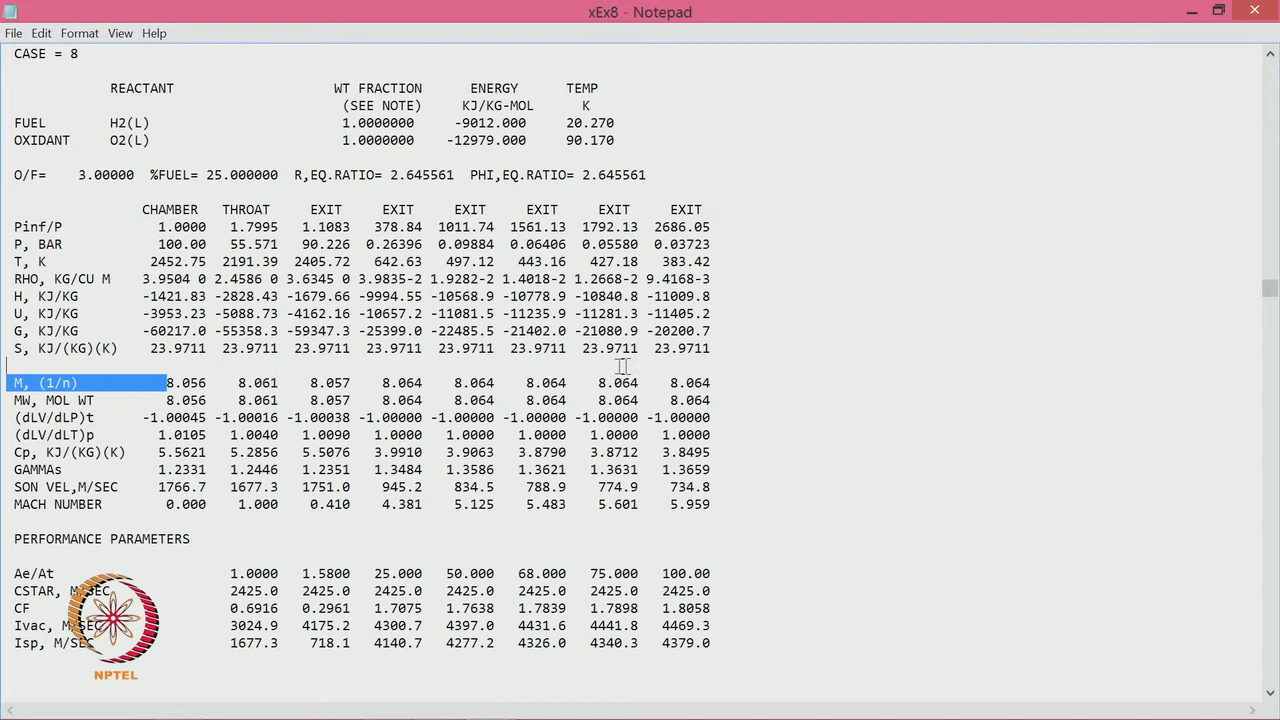 xEx8 - Notepad
File Edit Format View Help
CASE = 8
REACTANT WT FRACTION ENERGY TEMP
(SEE NOTE) KJ/KG-MOL K
FUEL H2(L) 1.0000000 -9012.000 20.270
OXIDANT O2(L) 1.0000000 -12979.000 90.170
O/F= 3.00000 %FUEL= 25.000000 R,EQ.RATIO= 2.645561 PHI,EQ.RATIO= 2.645561
CHAMBER THROAT EXIT EXIT EXIT EXIT EXIT EXIT
Pinf/P 1.0000 1.7995 1.1083 378.84 1011.74 1561.13 1792.13 2686.05
P, BAR 100.00 55.571 90.226 0.26396 0.09884 0.06406 0.05580 0.03723
T, K 2452.75 2191.39 2405.72 642.63 497.12 443.16 427.18 383.42
RHO, KG/CU M 3.9504 0 2.4586 0 3.6345 0 3.9835-2 1.9282-2 1.4018-2 1.2668-2 9.4168-3
H, KJ/KG -1421.83 -2828.43 -1679.66 -9994.55 -10568.9 -10778.9 -10840.8 -11009.8
U, KJ/KG -3953.23 -5088.73 -4162.16 -10657.2 -11081.5 -11235.9 -11281.3 -11405.2
G, KJ/KG -60217.0 -55358.3 -59347.3 -25399.0 -22485.5 -21402.0 -21080.9 -20200.7
S, KJ/(KG)(K) 23.9711 23.9711 23.9711 23.9711 23.9711 23.9711 23.9711 23.9711
M, (1/n) 8.056 8.061 8.057 8.064 8.064 8.064 8.064 8.064
MW, MOL WT 8.056 8.061 8.057 8.064 8.064 8.064 8.064 8.064
(dLV/dLP)t -1.00045 -1.00016 -1.00038 -1.00000 -1.00000 -1.00000 -1.00000 -1.00000
(dLV/dLT)p 1.0105 1.0040 1.0090 1.0000 1.0000 1.0000 1.0000 1.0000
Cp, KJ/(KG)(K) 5.5621 5.2856 5.5076 3.9910 3.9063 3.8790 3.8712 3.8495
GAMMAs 1.2331 1.2446 1.2351 1.3484 1.3586 1.3621 1.3631 1.3659
SON VEL,M/SEC 1766.7 1677.3 1751.0 945.2 834.5 788.9 774.9 734.8
MACH NUMBER 0.000 1.000 0.410 4.381 5.125 5.483 5.601 5.959
PERFORMANCE PARAMETERS
Ae/At 1.0000 1.5800 25.000 50.000 68.000 75.000 100.00
CSTAR, M/SEC 2425.0 2425.0 2425.0 2425.0 2425.0 2425.0 2425.0
CF 0.6916 0.2961 1.7075 1.7638 1.7839 1.7898 1.8058
Ivac, M/SEC 3024.9 4175.2 4300.7 4397.0 4431.6 4441.8 4469.3
Isp, M/SEC 1677.3 718.1 4140.7 4277.2 4326.0 4340.3 4379.0
NPTEL